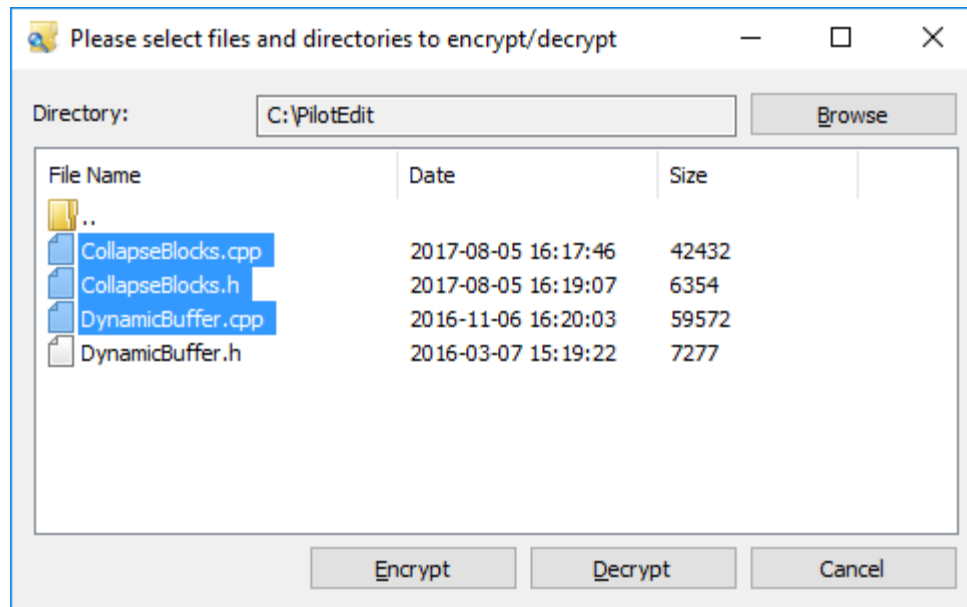 Please select files and directories to encrypt/decrypt
Directory: C:\PilotEdit Browse
File Name Date Size
..
CollapseBlocks.cpp 2017-08-05 16:17:46 42432
CollapseBlocks.h 2017-08-05 16:19:07 6354
DynamicBuffer.cpp 2016-11-06 16:20:03 59572
DynamicBuffer.h 2016-03-07 15:19:22 7277
Encrypt Decrypt Cancel